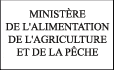 MINISTÈRE
DE L'ALIMENTATION
DE L'AGRICULTURE
ET DE LA PÊCHE